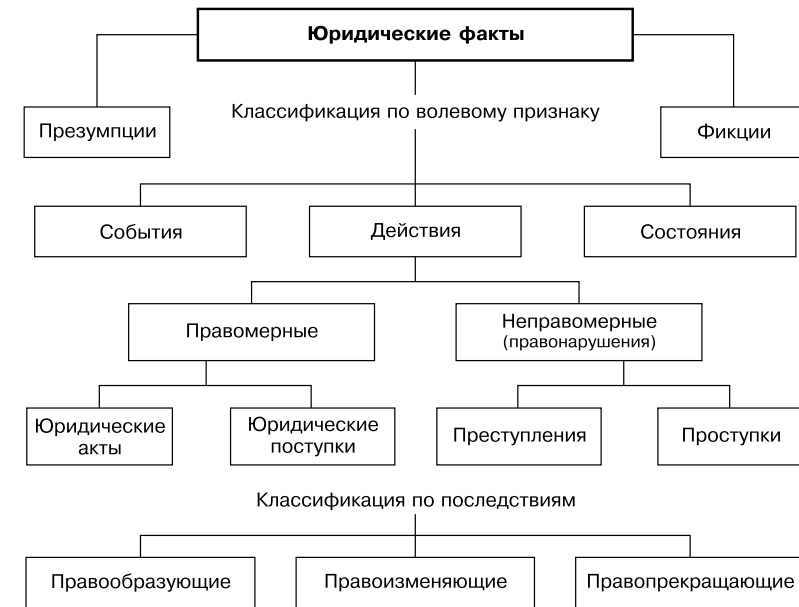 Юридические факты
Классификация по волевому признаку
Презумпции
Фикции
События
Действия
Состояния
Правомерные
Неправомерные
(правонарушения)
Юридические
акты
Юридические
поступки
Преступления
Проступки
Классификация по последствиям
Правообразующие
Правоизменяющие
Правопрекращающие